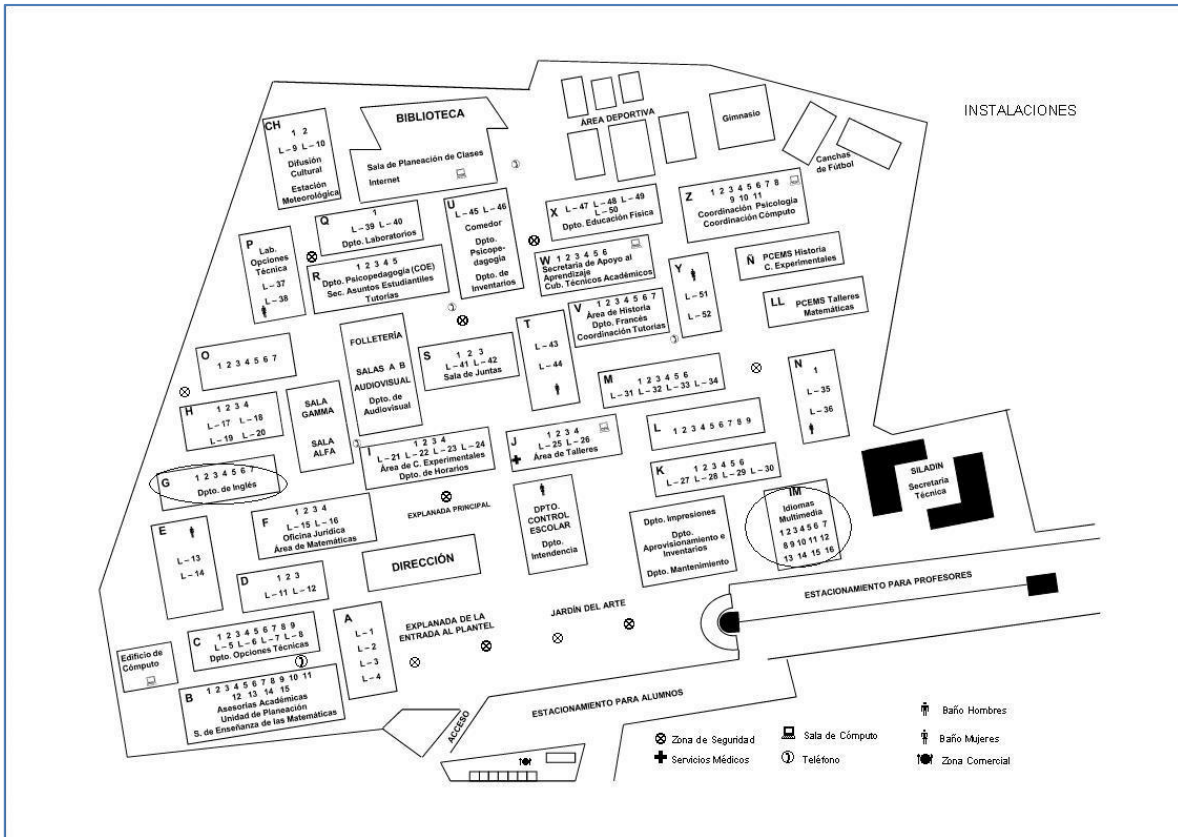 INSTALACIONES
CH
1 2
L – 9 L – 10
Difusión
Cultural
Estación
Meteorológica
BIBLIOTECA
Sala de Planeación de Clases
Internet
ÁREA DEPORTIVA
Gimnasio
Canchas
de Fútbol
Q
1
L – 39 L – 40
Dpto. Laboratorios
U
L – 45 L – 46
Comedor
Dpto.
Psicope-
dagogía
Dpto. de
Inventarios
X
L – 47 L – 48 L – 49
L – 50
Dpto. Educación Física
Z
1 2 3 4 5 6 7 8
9 10 11
Coordinación Psicología
Coordinación Cómputo
P
Lab.
Opciones
Técnica
L – 37
L – 38
R
1 2 3 4 5
Dpto. Psicopedagogía (COE)
Sec. Asuntos Estudiantiles
Tutorias
W
1 2 3 4 5 6
Secretaria de Apoyo al
Aprendizaje
Cub. Técnicos Académicos
Y
L – 51
L – 52
Ñ
PCEMS Historia
C. Experimentales
LL
PCEMS Talleres
Matemáticas
V
1 2 3 4 5 6 7
Área de Historia
Dpto. Francés
Coordinación Tutorias
O
1 2 3 4 5 6 7
FOLLETERÍA
SALAS A B
AUDIOVISUAL
Dpto. de
Audiovisual
S
1 2 3
L – 41 L – 42
Sala de Juntas
T
L – 43
L – 44
M
1 2 3 4 5 6
L – 31 L – 32 L – 33 L – 34
N
1
L – 35
L – 36
H
1 2 3 4
L – 17 L – 18
L – 19 L – 20
SALA
GAMMA
SALA
ALFA
I
1 2 3 4
L – 21 L – 22 L – 23 L – 24
Área de C. Experimentales
Dpto. de Horarios
J
1 2 3 4
L – 25 L – 26
Área de Talleres
L
1 2 3 4 5 6 7 8 9
K
1 2 3 4 5 6
L – 27 L – 28 L – 29 L – 30
SILADIN
Secretaria
Técnica
G
1 2 3 4 5 6 7
Dpto. de Inglés
IM
Idiomas
Multimedia
1 2 3 4 5 6 7
8 9 10 11 12
13 14 15 16
E
L – 13
L – 14
F
1 2 3 4
L – 15 L – 16
Oficina Jurídica
Área de Matemáticas
EXPLANADA PRINCIPAL
DPTO.
CONTROL
ESCOLAR
Dpto.
Intendencia
Dpto. Impresiones
Dpto.
Aprovisionamiento e
Inventarios
Dpto. Mantenimiento
DIRECCIÓN
D
1 2 3
L – 11 L – 12
ESTACIONAMIENTO PARA PROFESORES
A
L – 1
L – 2
L – 3
L – 4
EXPLANADA DE LA
ENTRADA AL PLANTEL
JARDÍN DEL ARTE
C
1 2 3 4 5 6 7 8 9
L – 5 L – 6 L – 7 L – 8
Dpto. Opciones Técnicas
Edificio de
Cómputo
B
1 2 3 4 5 6 7 8 9 10 11
12 13 14 15
Asesorias Académicas
Unidad de Planeación
S. de Enseñanza de las Matemáticas
ACCESO
ESTACIONAMIENTO PARA ALUMNOS
Zona de Seguridad
Servicios Médicos
Sala de Cómputo
Teléfono
Baño Hombres
Baño Mujeres
Zona Comercial